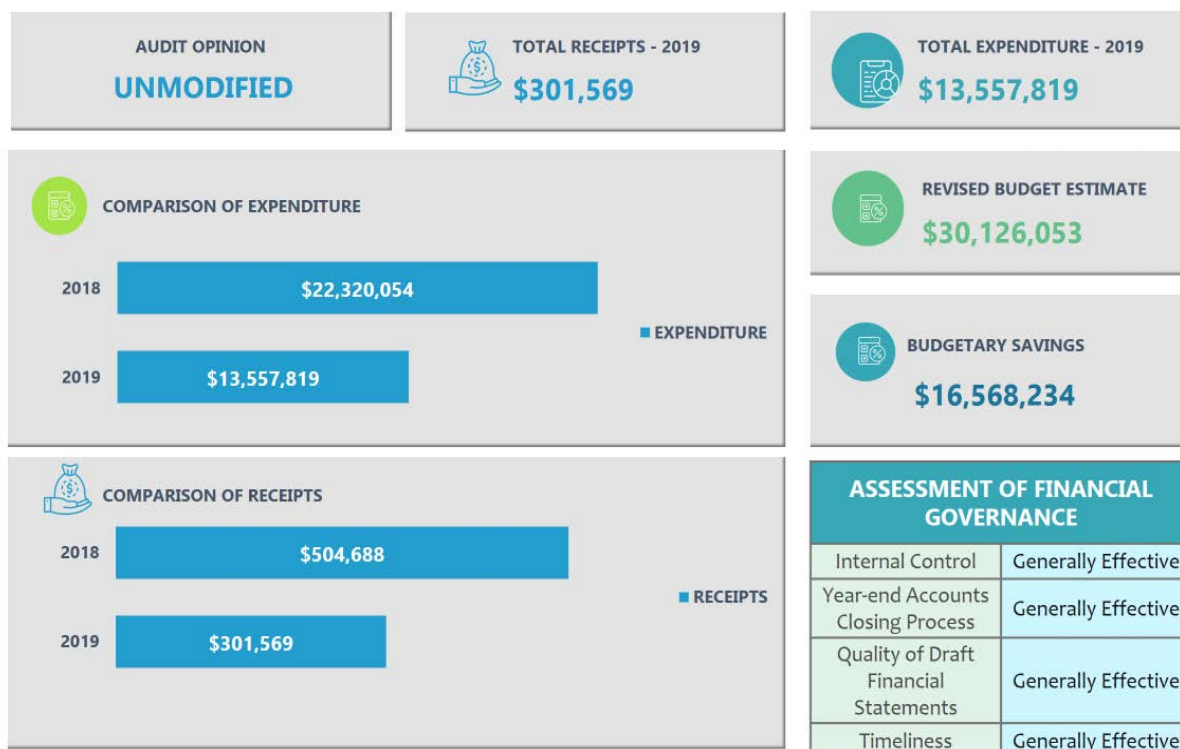 AUDIT OPINION
UNMODIFIED
TOTAL RECEIPTS - 2019
$301,569
TOTAL EXPENDITURE - 2019
$13,557,819
COMPARISON OF EXPENDITURE
2018
$22,320,054
2019
$13,557,819
EXPENDITURE
REVISED BUDGET ESTIMATE
$30,126,053
BUDGETARY SAVINGS
$16,568,234
COMPARISON OF RECEIPTS
2018
$504,688
2019
$301,569
RECEIPTS
ASSESSMENT OF FINANCIAL
GOVERNANCE
Internal Control
Generally Effective
Year-end Accounts
Closing Process
Generally Effective
Quality of Draft
Financial
Statements
Generally Effective
Timeliness
Generally Effective